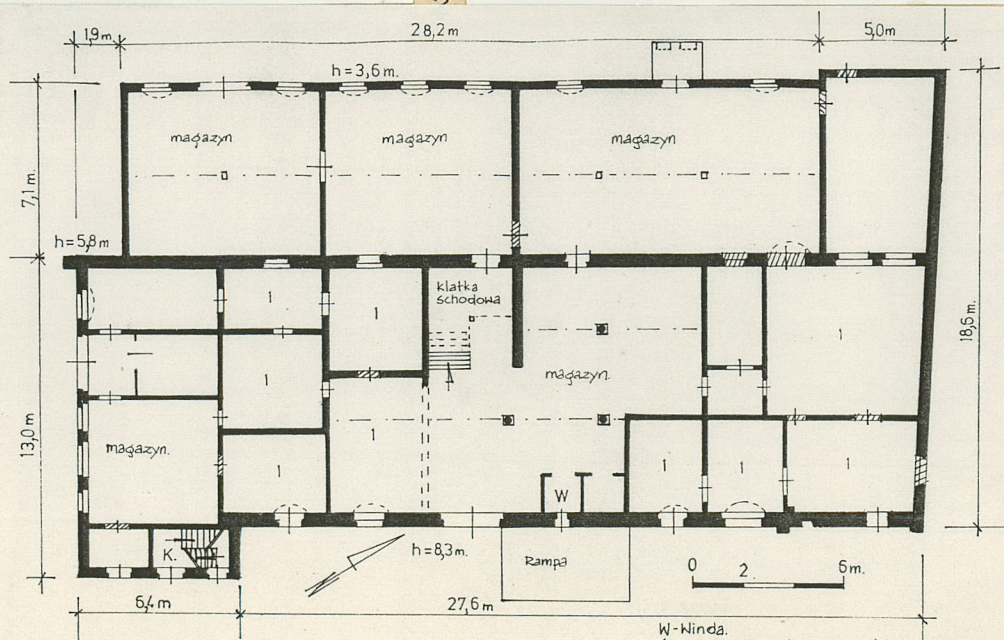 1,9m
28,2m
5,0m
h=3,6m.
magazyn
magazyn
magazyn
7,1m.
h=5,8m
klatka
schodowa
1
1
1
18,5m.
magazyn.
1
1
magazyn.
13,0m
1
1
1
1
W
K.
h=8,3m.
Rampa
0 2 6m.
6,4m
27,6m
W-Winda.